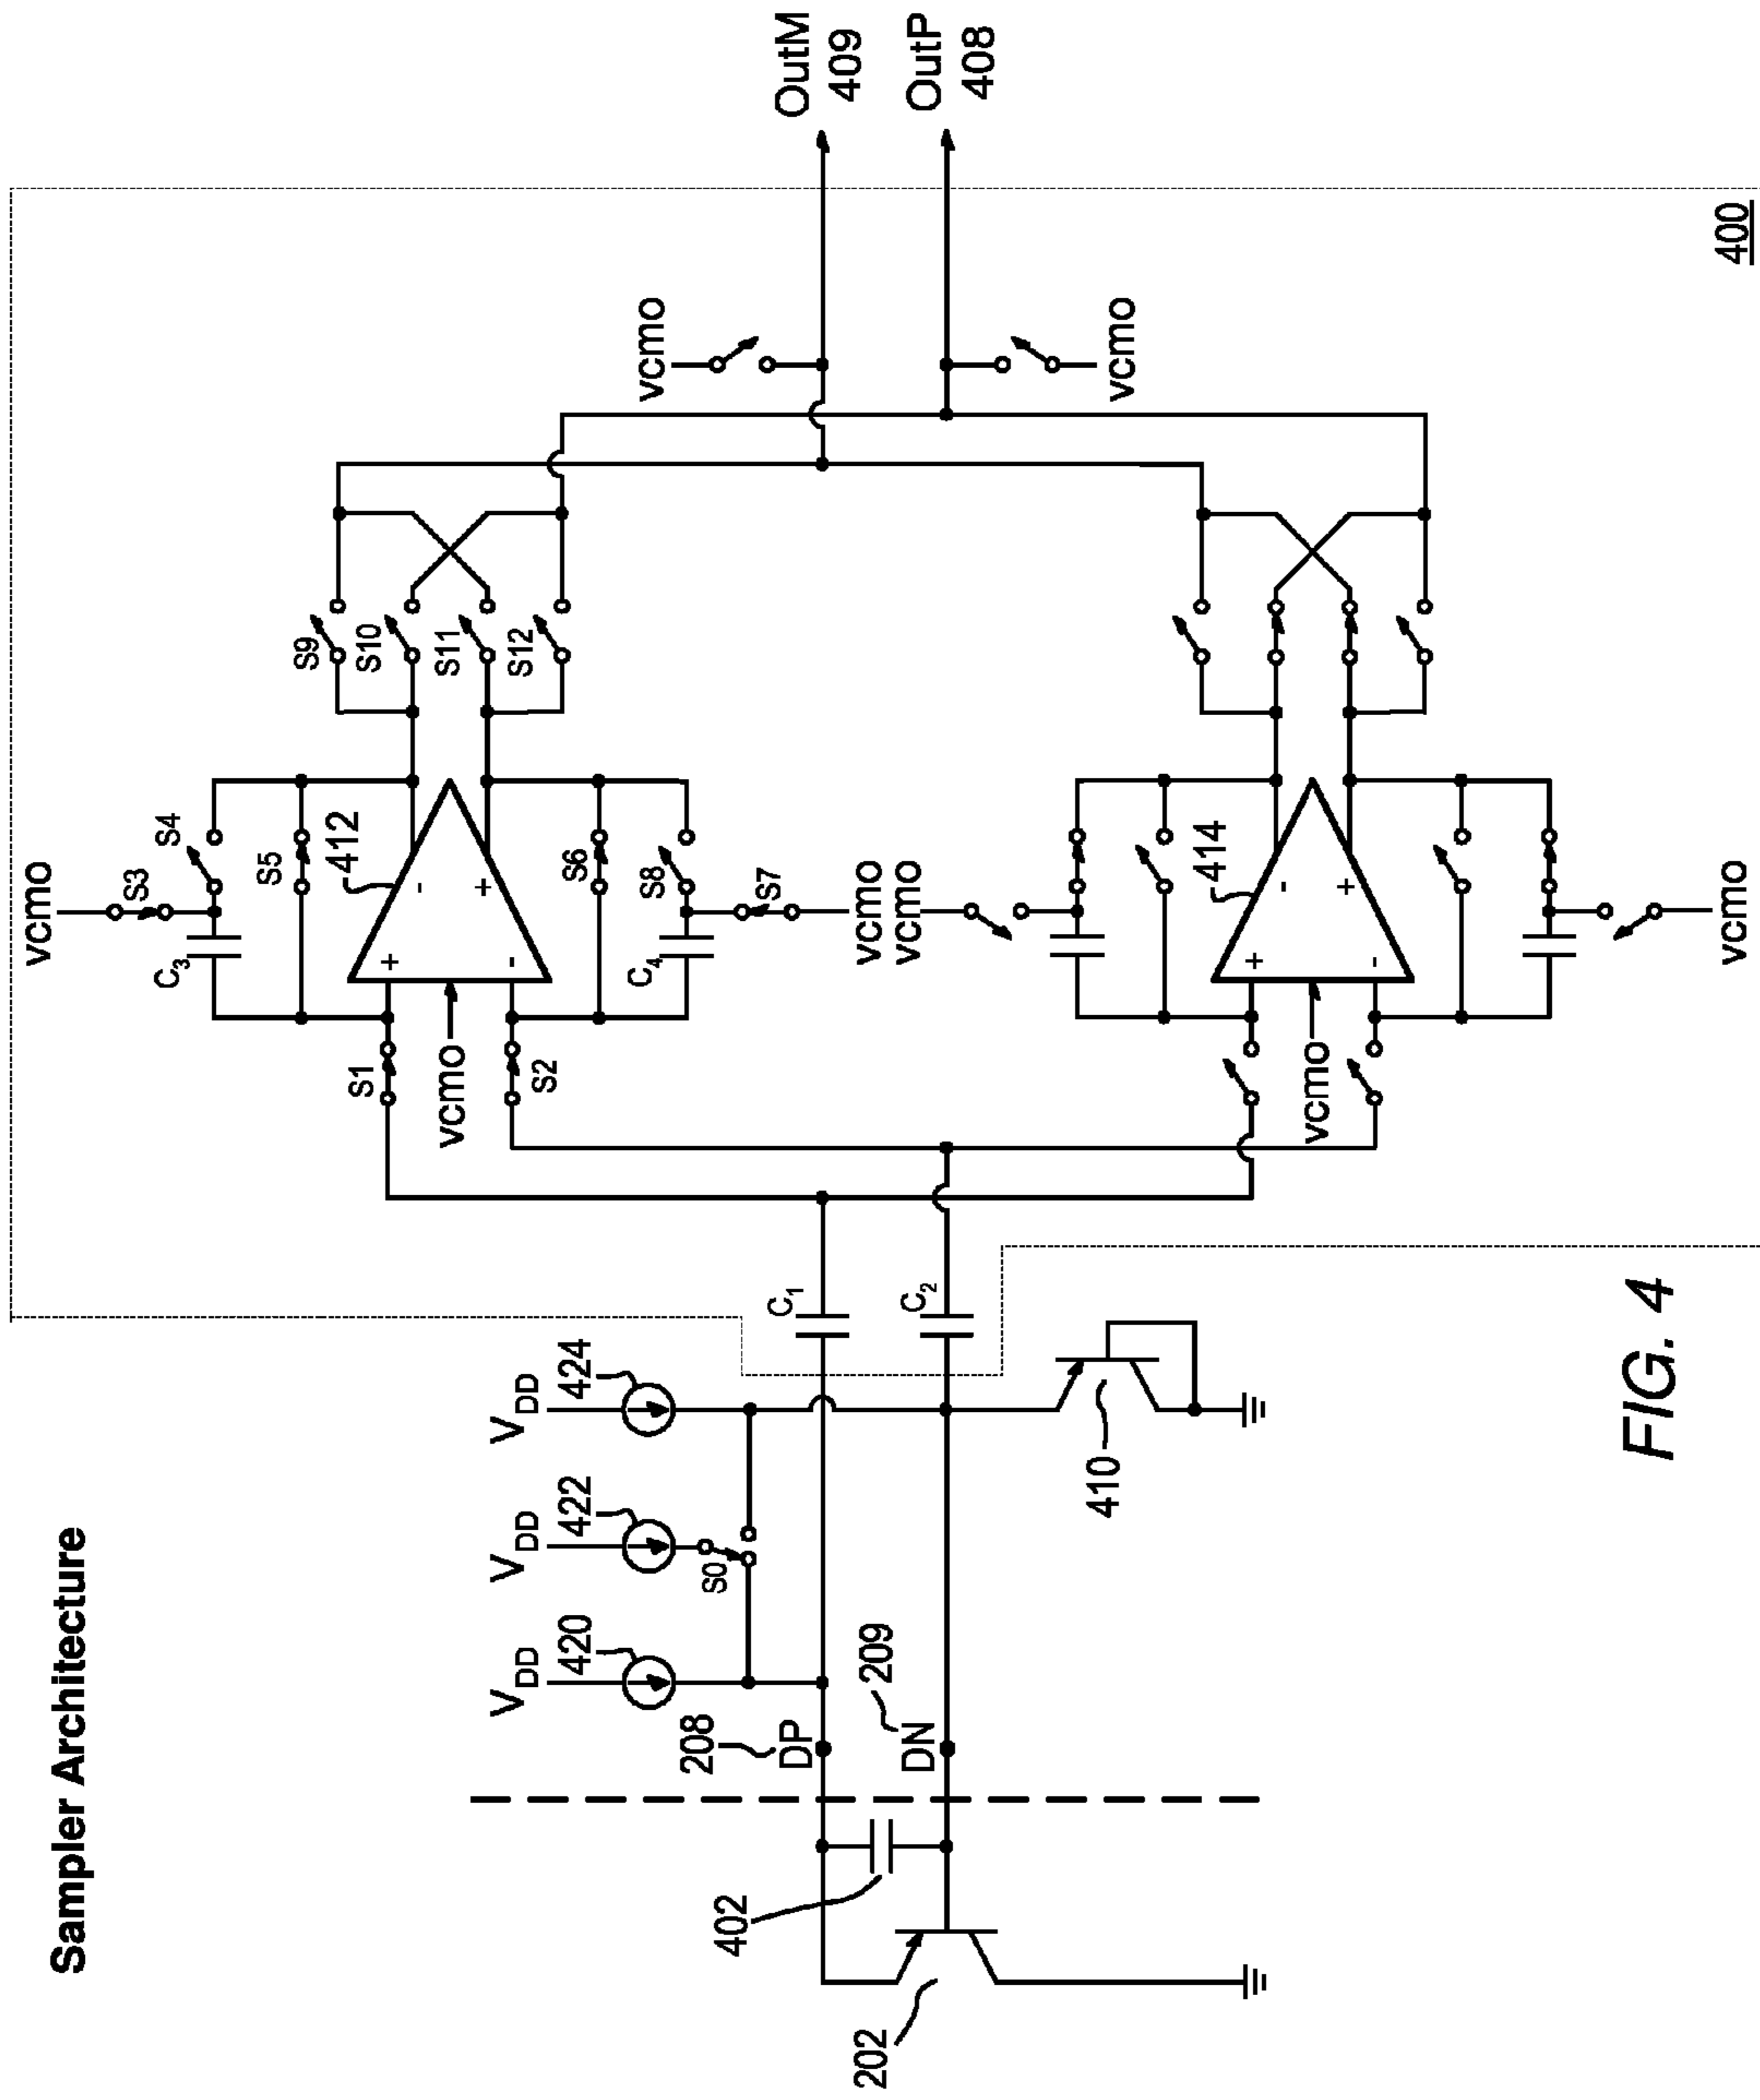 Sampler Architecture
vcmo
S3
S4
C3
S5
412
S1
+
-
vcmo
-
+
S2
S6
C4
S8
S7
vcmo
S9
S10
S11
S12
vcmo
OutM
409
OutP
408
vcmo
VDD
420
VDD
422
VDD
424
S0
C1
C2
208
DP
209
DN
402
202
410
vcmo
414
+
-
vcmo
-
+
vcmo
400
FIG. 4